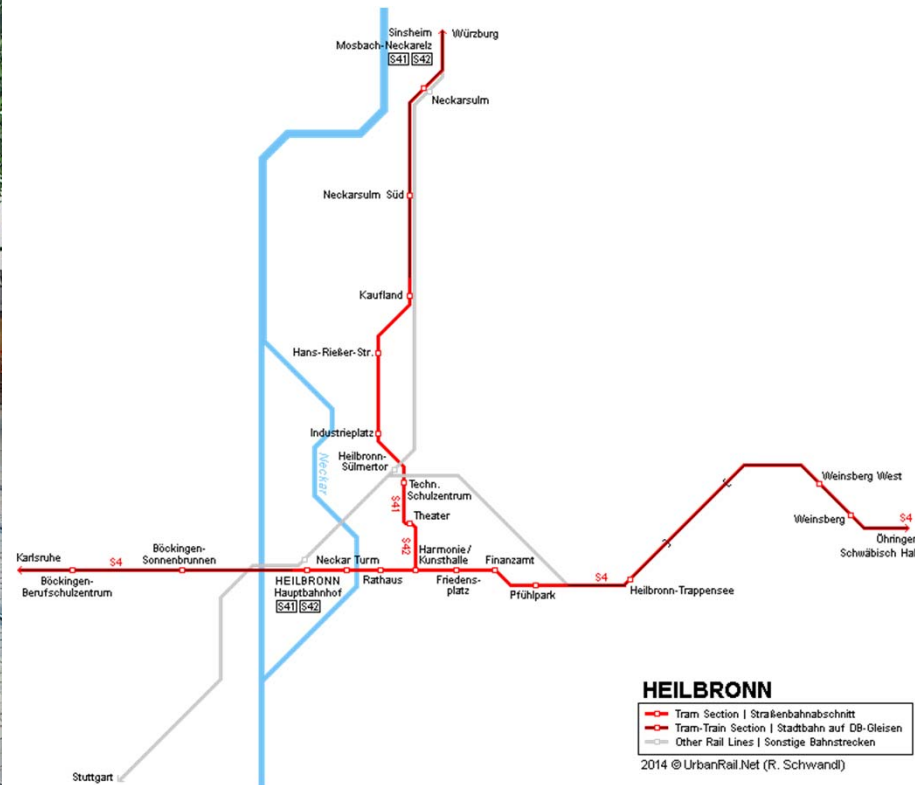 Sinsheim
Mosbach-Neckarelz
S41 S42
Würzburg
Neckarsulm
Neckarsulm Süd
Kaufland
Hans-Rießer-Str.
Industrieplatz
Heilbronn-
Sülmertor
Neckar
Techn.
Schulzentrum
S41
Theater
S42
Harmonie/
Kunsthalle
Finanzamt
Weinsberg West
Weinsberg
S4
Öhringen
Schwäbisch Hal
Karlsruhe
S4
Böckingen-
Sonnenbrunnen
Böckingen-
Berufschulzentrum
Neckar Turm
HEILBRONN
Hauptbahnhof
S41 S42
Rathaus
Friedens-
platz
Pfühlpark
S4
Heilbronn-Trappensee
Stuttgart
HEILBRONN
Tram Section | Straßenbahnabschnitt
Tram-Train Section | Stadtbahn auf DB-Gleisen
Other Rail Lines | Sonstige Bahnstrecken
2014 © UrbanRail.Net (R. Schwandl)